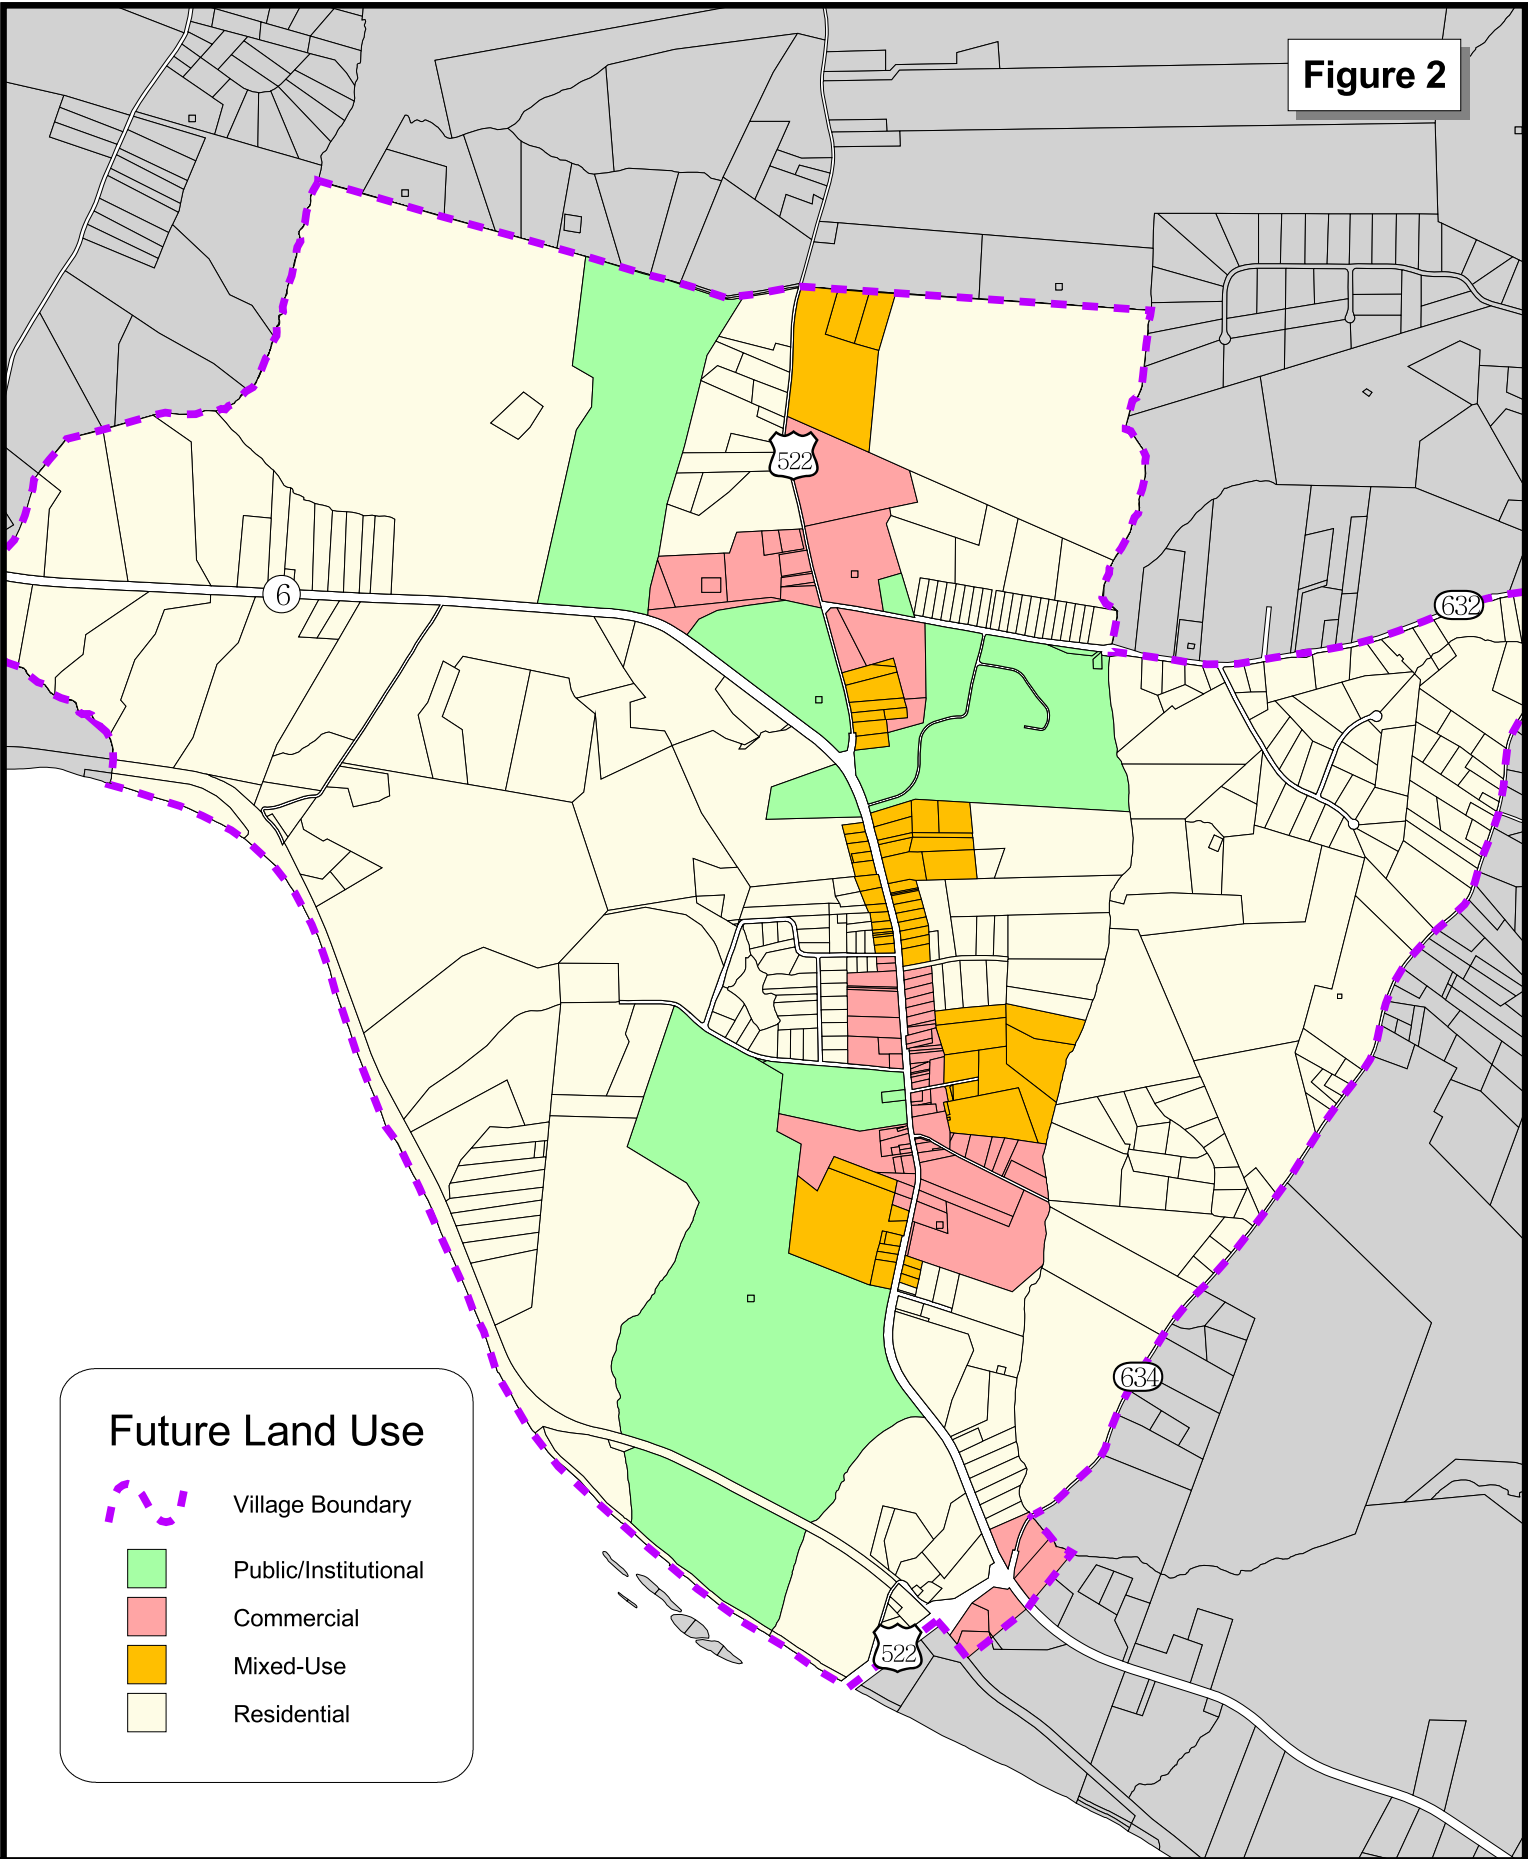 Figure 2
522
6
632
634
522
Future Land Use
Village Boundary
Public/Institutional
Commercial
Mixed-Use
Residential